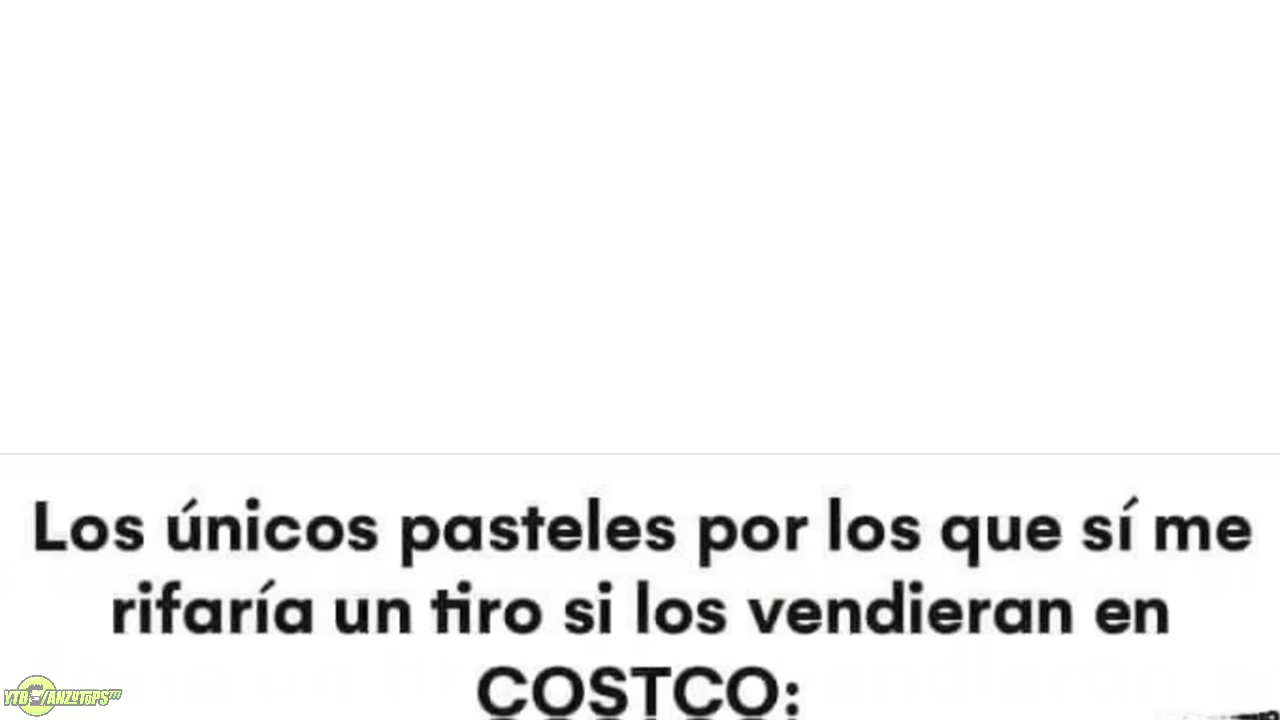 Los únicos pasteles por los que sí me
rifaría un tiro si los vendieran en
COSTCO: